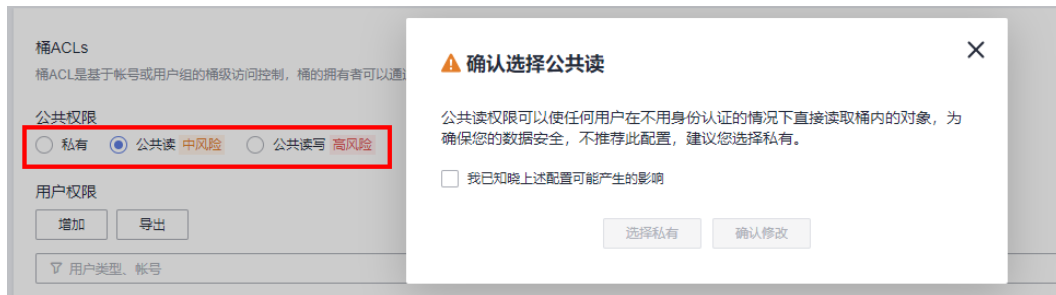 桶ACLs
桶ACL是基于帐号或用户组的桶级访问控制，桶的拥有者可以通
公共权限
私有 公共读 中风险 公共读写 高风险
用户权限
增加 导出
用户类型、帐号
确认选择公共读
公共读权限可以使任何用户在不用身份认证的情况下直接读取桶内的对象，为
确保您的数据安全，不推荐此配置，建议您选择私有。
我已知晓上述配置可能产生的影响
选择私有 确认修改